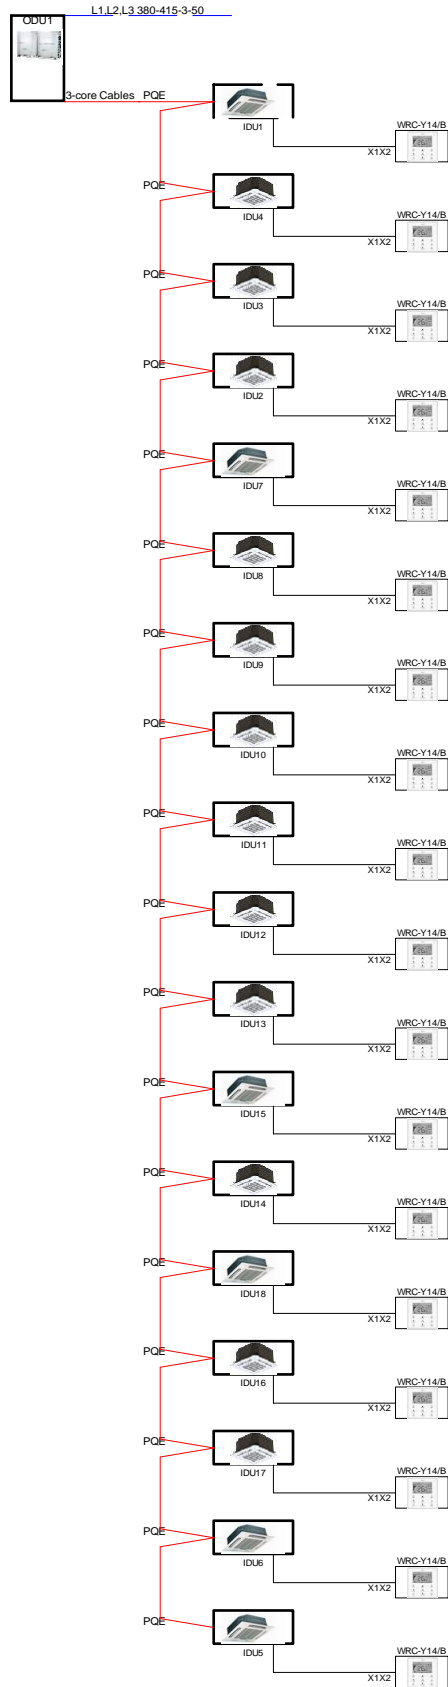 L1,L2,L3 380-415-3-50
ODU1
3-core Cables PQE
IDU1
WRC-Y14/B
X1X2
PQE
IDU4
WRC-Y14/B
X1X2
PQE
IDU3
WRC-Y14/B
X1X2
PQE
IDU2
WRC-Y14/B
X1X2
PQE
IDU7
WRC-Y14/B
X1X2
PQE
IDU8
WRC-Y14/B
X1X2
PQE
IDU9
WRC-Y14/B
X1X2
PQE
IDU10
WRC-Y14/B
X1X2
PQE
IDU11
WRC-Y14/B
X1X2
PQE
IDU12
WRC-Y14/B
X1X2
PQE
IDU13
WRC-Y14/B
X1X2
PQE
IDU15
WRC-Y14/B
X1X2
PQE
IDU14
WRC-Y14/B
X1X2
PQE
IDU18
WRC-Y14/B
X1X2
PQE
IDU16
WRC-Y14/B
X1X2
PQE
IDU17
WRC-Y14/B
X1X2
PQE
IDU6
WRC-Y14/B
X1X2
PQE
IDU5
WRC-Y14/B
X1X2